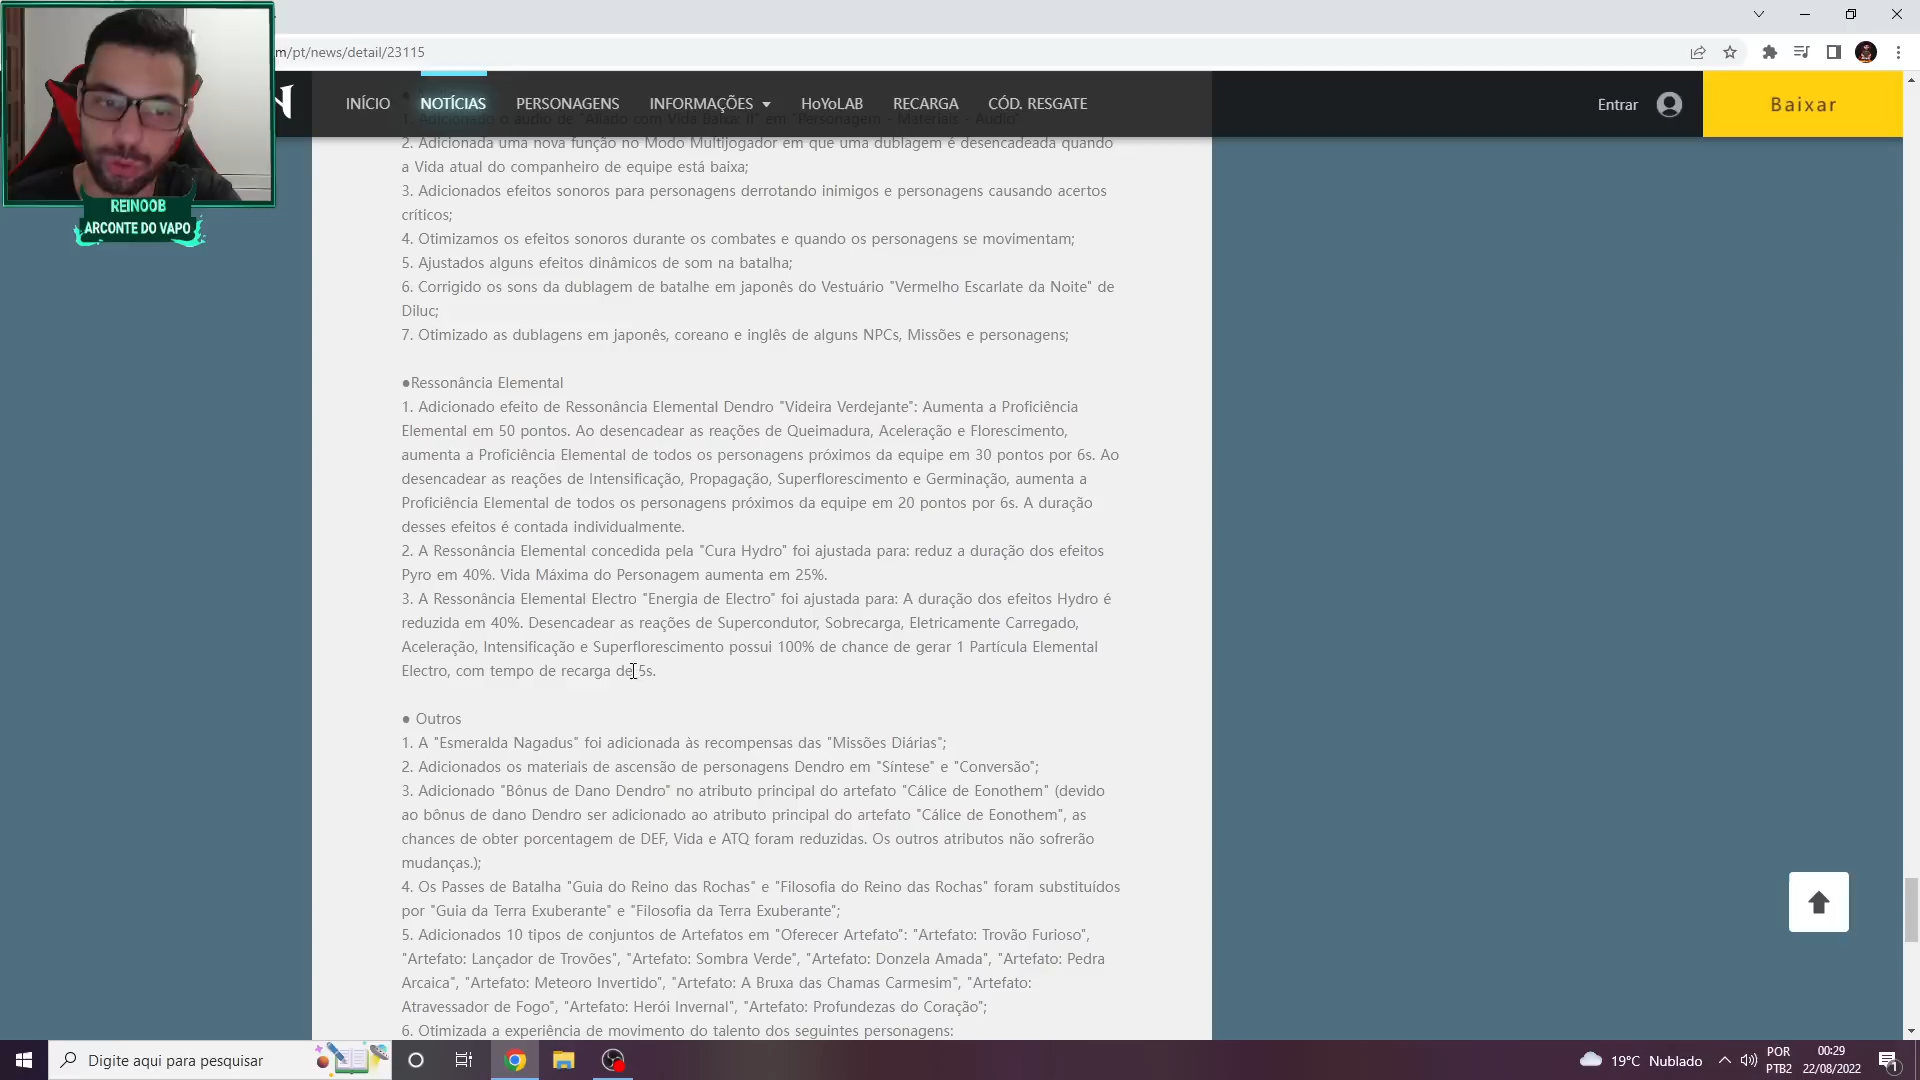 m/pt/news/detail/23115
INÍCIO
NOTÍCIAS
PERSONAGENS
INFORMAÇÕES
HoYoLAB
RECARGA
CÓD. RESGATE
Entrar
Baixar
REINOOB
ARCONTE DO VAPO
1. Adicionado o áudio de "Aliado com Vida Baixa: II" em "Personagem - Materiais - Áudio"
2. Adicionada uma nova função no Modo Multijogador em que uma dublagem é desencadeada quando
a Vida atual do companheiro de equipe está baixa;
3. Adicionados efeitos sonoros para personagens derrotando inimigos e personagens causando acertos
críticos;
4. Otimizamos os efeitos sonoros durante os combates e quando os personagens se movimentam;
5. Ajustados alguns efeitos dinâmicos de som na batalha;
6. Corrigido os sons da dublagem de batalhe em japonês do Vestuário "Vermelho Escarlate da Noite" de
Diluc;
7. Otimizado as dublagens em japonês, coreano e inglês de alguns NPCs, Missões e personagens;
●Ressonância Elemental
1. Adicionado efeito de Ressonância Elemental Dendro "Videira Verdejante": Aumenta a Proficiência
Elemental em 50 pontos. Ao desencadear as reações de Queimadura, Aceleração e Florescimento,
aumenta a Proficiência Elemental de todos os personagens próximos da equipe em 30 pontos por 6s. Ao
desencadear as reações de Intensificação, Propagação, Superflorescimento e Germinação, aumenta a
Proficiência Elemental de todos os personagens próximos da equipe em 20 pontos por 6s. A duração
desses efeitos é contada individualmente.
2. A Ressonância Elemental concedida pela "Cura Hydro" foi ajustada para: reduz a duração dos efeitos
Pyro em 40%. Vida Máxima do Personagem aumenta em 25%.
3. A Ressonância Elemental Electro "Energia de Electro" foi ajustada para: A duração dos efeitos Hydro é
reduzida em 40%. Desencadear as reações de Supercondutor, Sobrecarga, Eletricamente Carregado,
Aceleração, Intensificação e Superflorescimento possui 100% de chance de gerar 1 Partícula Elemental
Electro, com tempo de recarga de 5s.
● Outros
1. A "Esmeralda Nagadus" foi adicionada às recompensas das "Missões Diárias";
2. Adicionados os materiais de ascensão de personagens Dendro em "Síntese" e "Conversão";
3. Adicionado "Bônus de Dano Dendro" no atributo principal do artefato "Cálice de Eonothem" (devido
ao bônus de dano Dendro ser adicionado ao atributo principal do artefato "Cálice de Eonothem", as
chances de obter porcentagem de DEF, Vida e ATQ foram reduzidas. Os outros atributos não sofrerão
mudanças.);
4. Os Passes de Batalha "Guia do Reino das Rochas" e "Filosofia do Reino das Rochas" foram substituídos
por "Guia da Terra Exuberante" e "Filosofia da Terra Exuberante";
5. Adicionados 10 tipos de conjuntos de Artefatos em "Oferecer Artefato": "Artefato: Trovão Furioso",
"Artefato: Lançador de Trovões", "Artefato: Sombra Verde", "Artefato: Donzela Amada", "Artefato: Pedra
Arcaica", "Artefato: Meteoro Invertido", "Artefato: A Bruxa das Chamas Carmesim", "Artefato:
Atravessador de Fogo", "Artefato: Herói Invernal", "Artefato: Profundezas do Coração";
6. Otimizada a experiência de movimento do talento dos seguintes personagens:
Digite aqui para pesquisar
19°C Nublado
POR
PTB2
00:29
22/08/2022
1